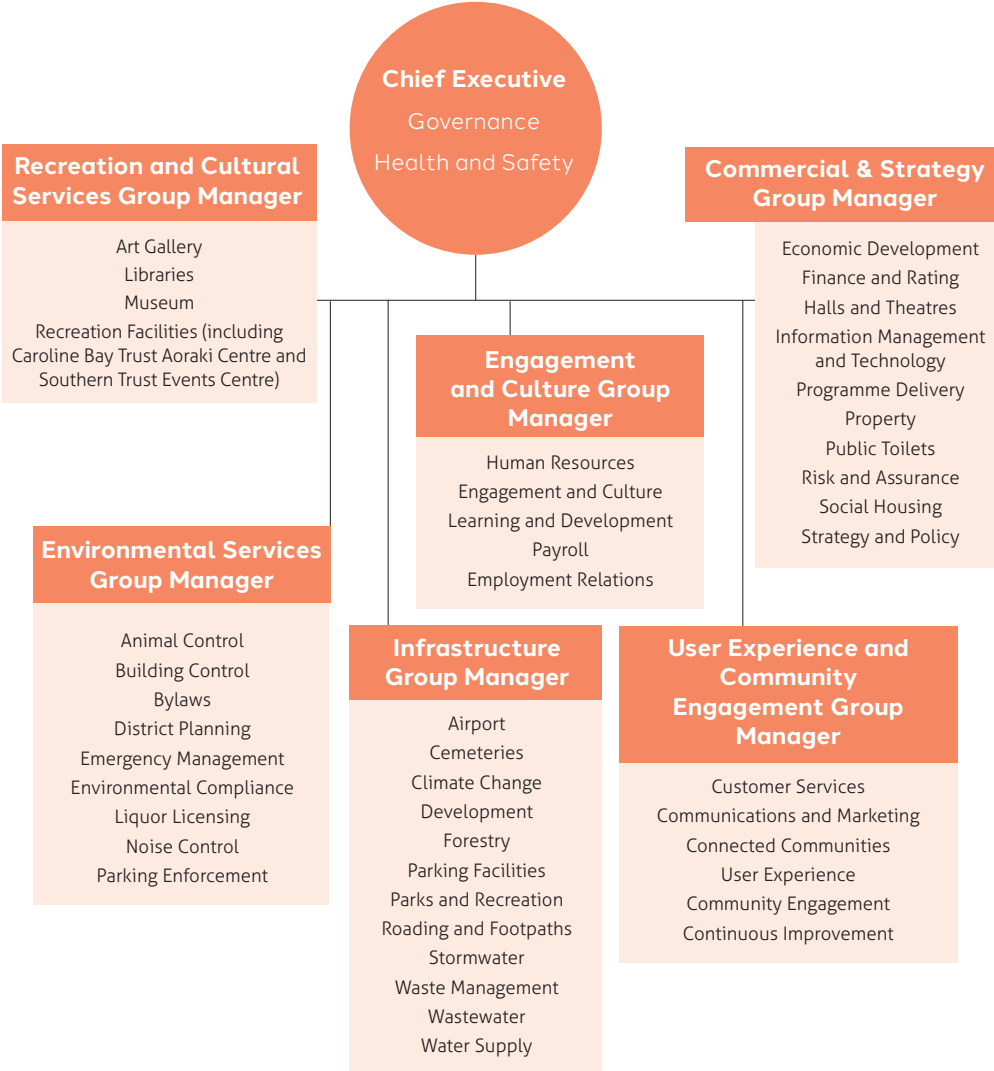 Chief Executive
Governance
Health and Safety
Recreation and Cultural
Services Group Manager
Art Gallery
Libraries
Museum
Recreation Facilities (including
Caroline Bay Trust Aoraki Centre and
Southern Trust Events Centre)
Commercial & Strategy
Group Manager
Economic Development
Finance and Rating
Halls and Theatres
Information Management
and Technology
Programme Delivery
Property
Public Toilets
Risk and Assurance
Social Housing
Strategy and Policy
Engagement
and Culture Group
Manager
Human Resources
Engagement and Culture
Learning and Development
Payroll
Employment Relations
Environmental Services
Group Manager
Animal Control
Building Control
Bylaws
District Planning
Emergency Management
Environmental Compliance
Liquor Licensing
Noise Control
Parking Enforcement
Infrastructure
Group Manager
Airport
Cemeteries
Climate Change
Development
Forestry
Parking Facilities
Parks and Recreation
Roading and Footpaths
Stormwater
Waste Management
Wastewater
Water Supply
User Experience and
Community
Engagement Group
Manager
Customer Services
Communications and Marketing
Connected Communities
User Experience
Community Engagement
Continuous Improvement